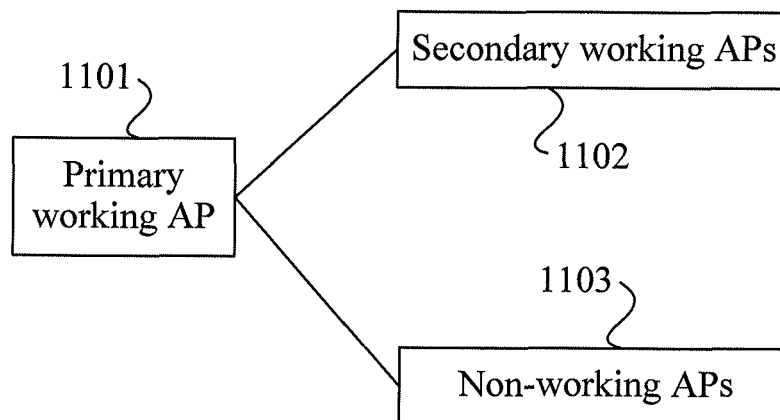 Secondary working APs
1101
1102
Primary
working AP
1103
Non-working APs